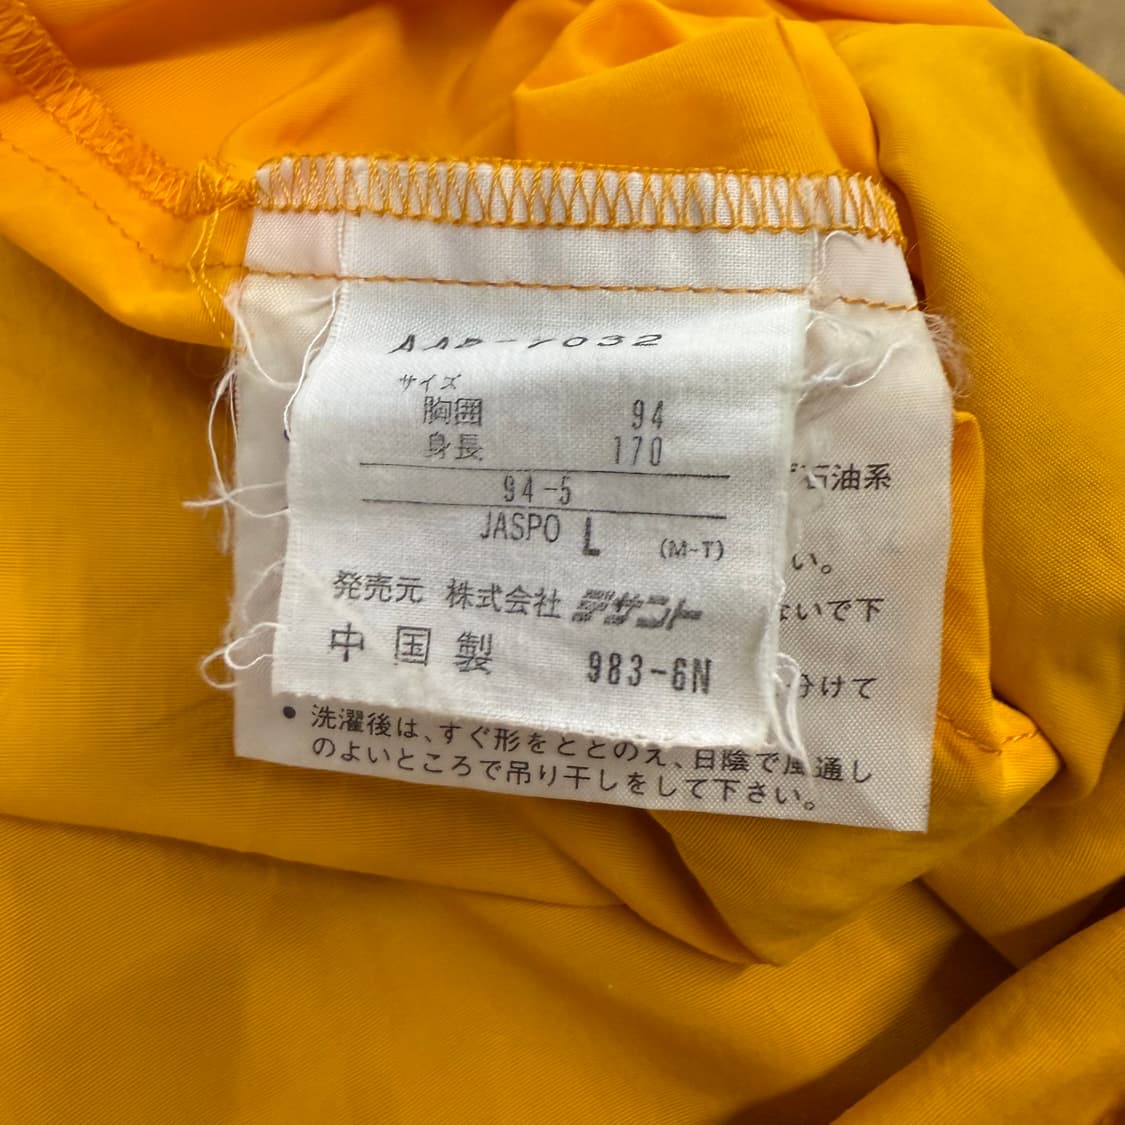 サイズ
胸囲 94
身長 170
94-5
JASPO L (M-T)
発売元 株式会社 デサント
中国製 983-6N
石油系
い。
ないで下
分けて
● 洗濯後は、すぐ形をととのえ、日陰で風通し
のよいところで吊り干しをして下さい。